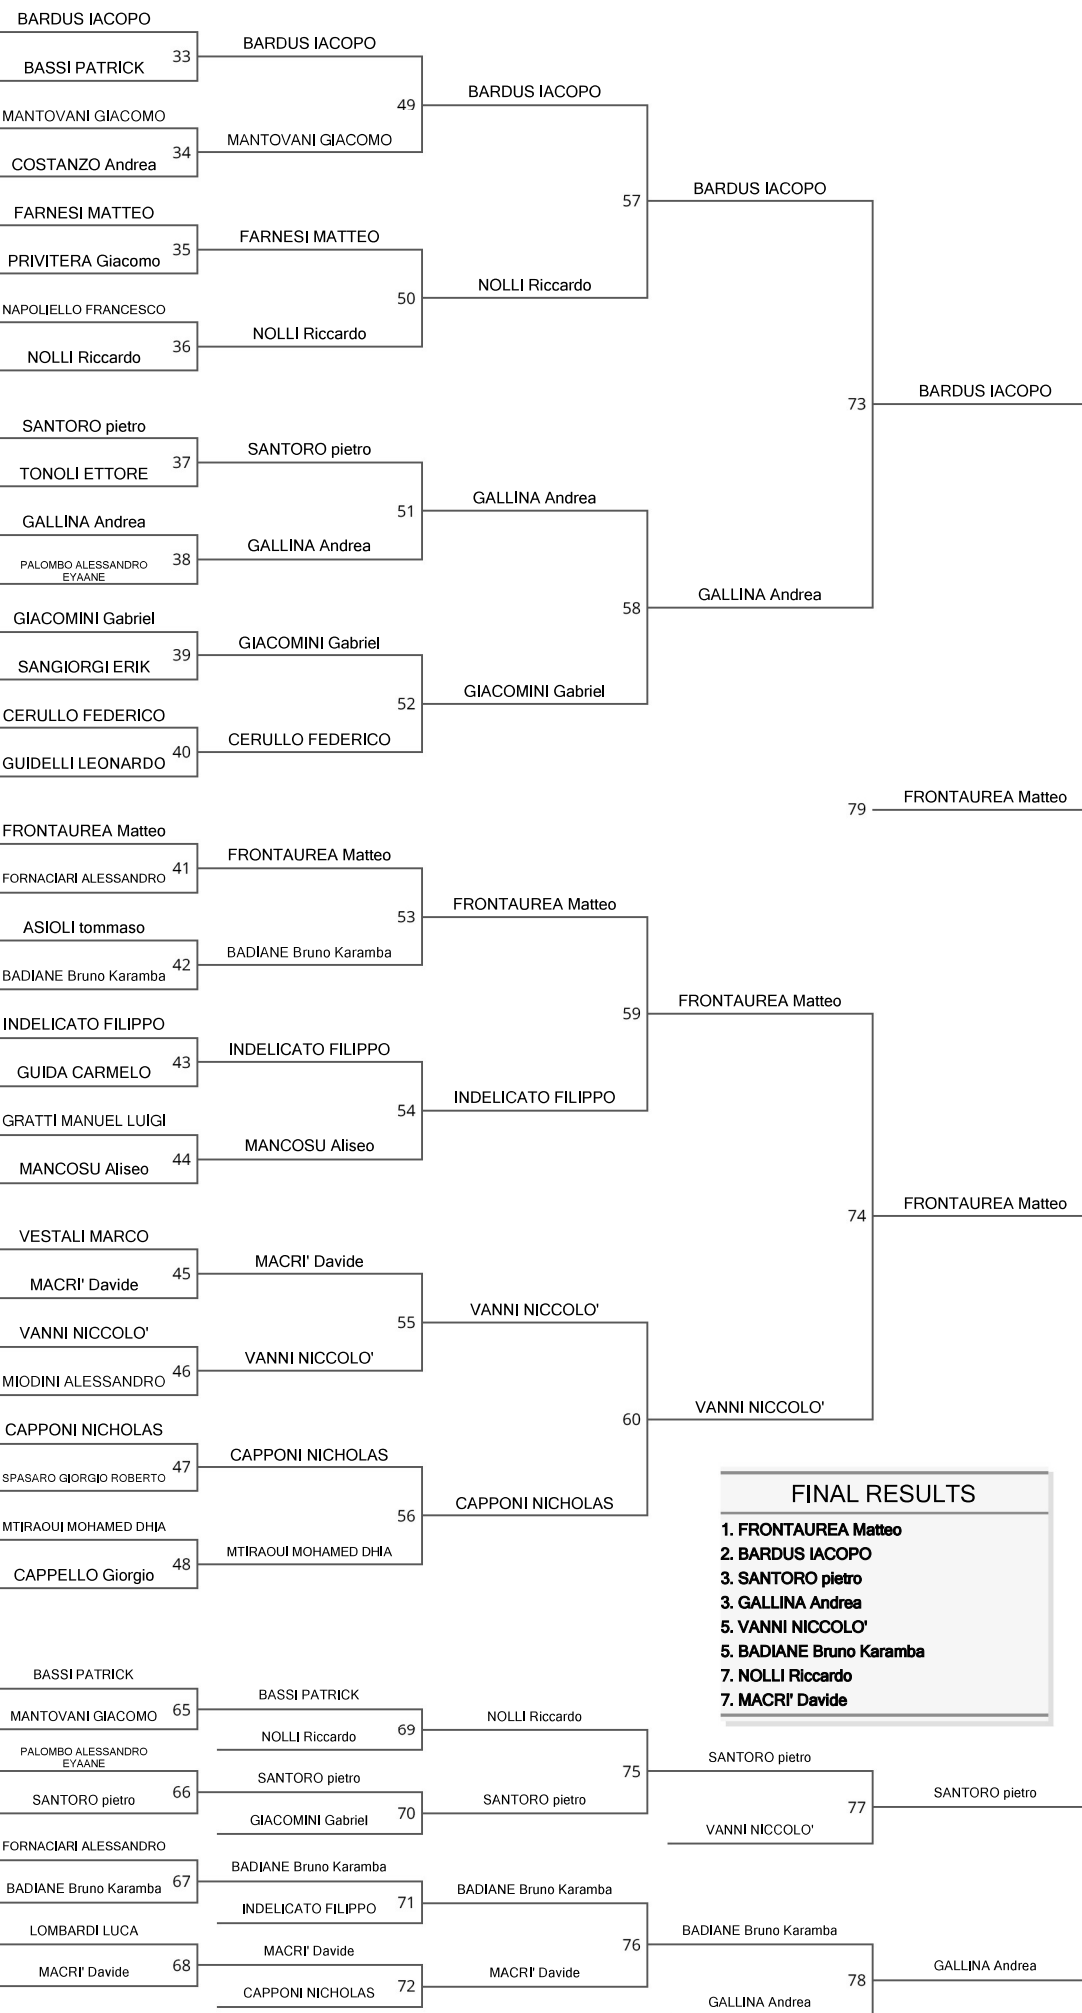 BARDUS IACOPO
33
BASSI PATRICK
BARDUS IACOPO
49
MANTOVANI GIACOMO
34
COSTANZO Andrea
MANTOVANI GIACOMO
BARDUS IACOPO
57
FARNESI MATTEO
35
PRIVITERA Giacomo
FARNESI MATTEO
50
NAPOLIELLO FRANCESCO
36
NOLLI Riccardo
NOLLI Riccardo
NOLLI Riccardo
BARDUS IACOPO
73
SANTORO pietro
37
TONOLI ETTORE
SANTORO pietro
51
GALLINA Andrea
38
PALOMBO ALESSANDRO
EYAANE
GALLINA Andrea
GALLINA Andrea
58
GIACOMINI Gabriel
39
SANGIORGI ERIK
GIACOMINI Gabriel
52
CERULLO FEDERICO
40
GUIDELLI LEONARDO
CERULLO FEDERICO
GIACOMINI Gabriel
GALLINA Andrea
BARDUS IACOPO
79
FRONTAUREA Matteo
FRONTAUREA Matteo
41
FORNACIARI ALESSANDRO
FRONTAUREA Matteo
53
ASIOLI tommaso
42
BADIANE Bruno Karamba
BADIANE Bruno Karamba
FRONTAUREA Matteo
59
INDELICATO FILIPPO
43
GUIDA CARMELO
INDELICATO FILIPPO
54
GRATTI MANUEL LUIGI
44
MANCOSU Aliseo
MANCOSU Aliseo
INDELICATO FILIPPO
FRONTAUREA Matteo
74
FRONTAUREA Matteo
VESTALI MARCO
45
MACRI' Davide
MACRI' Davide
55
VANNI NICCOLO'
46
MIODINI ALESSANDRO
VANNI NICCOLO'
VANNI NICCOLO'
60
CAPPONI NICHOLAS
47
SPASARO GIORGIO ROBERTO
CAPPONI NICHOLAS
56
MTIRAOUI MOHAMED DHIA
48
CAPPELLO Giorgio
MTIRAOUI MOHAMED DHIA
CAPPONI NICHOLAS
VANNI NICCOLO'
FINAL RESULTS
1. FRONTAUREA Matteo
2. BARDUS IACOPO
3. SANTORO pietro
3. GALLINA Andrea
5. VANNI NICCOLO'
5. BADIANE Bruno Karamba
7. NOLLI Riccardo
7. MACRI' Davide
BASSI PATRICK
65
MANTOVANI GIACOMO
BASSI PATRICK
69
NOLLI Riccardo
NOLLI Riccardo
75
PALOMBO ALESSANDRO
EYAANE
66
SANTORO pietro
SANTORO pietro
70
GIACOMINI Gabriel
SANTORO pietro
SANTORO pietro
77
VANNI NICCOLO'
SANTORO pietro
FORNACIARI ALESSANDRO
67
BADIANE Bruno Karamba
BADIANE Bruno Karamba
71
INDELICATO FILIPPO
BADIANE Bruno Karamba
76
LOMBARDI LUCA
68
MACRI' Davide
MACRI' Davide
72
CAPPONI NICHOLAS
MACRI' Davide
BADIANE Bruno Karamba
78
GALLINA Andrea
GALLINA Andrea